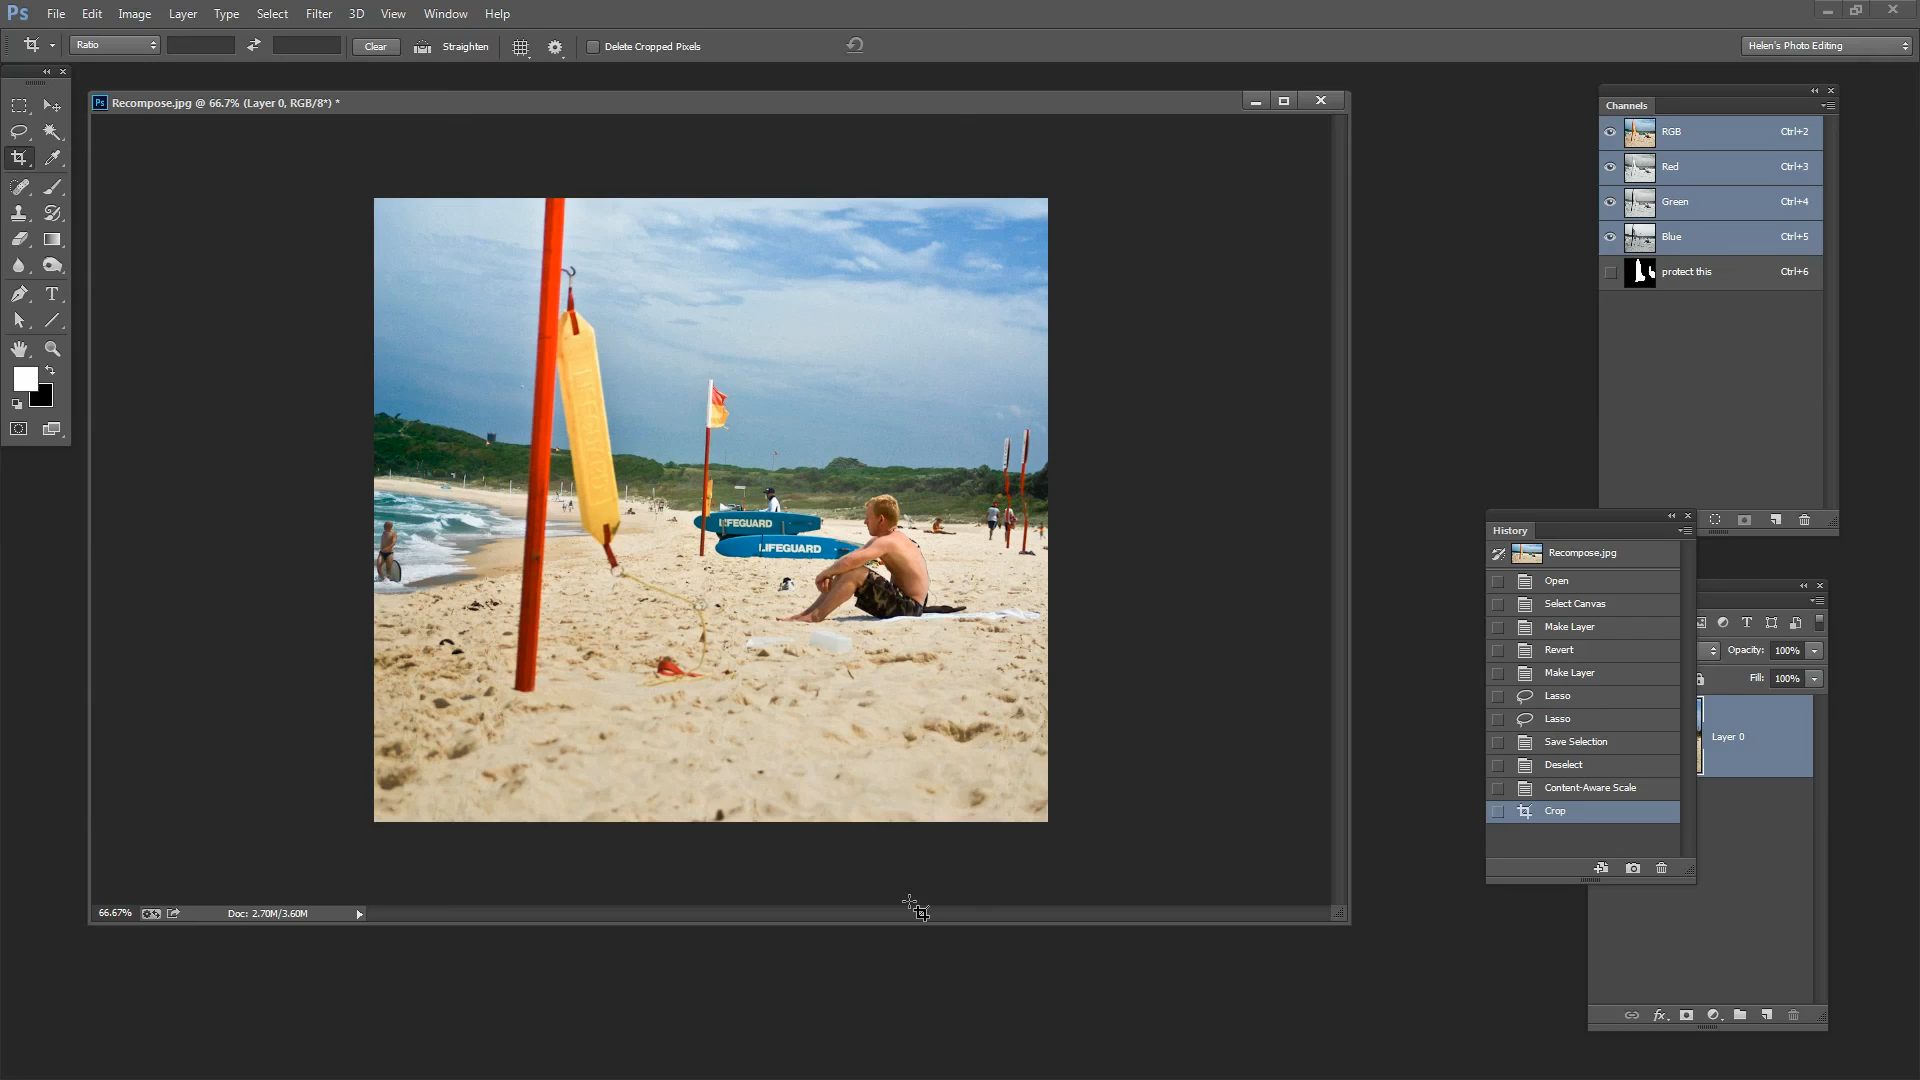 Ps File Edit Image Layer Type Select Filter 3D View Window Help
Ratio Clear Straighten Delete Cropped Pixels Helen's Photo Editing
Ps Recompose.jpg @ 66.7% (Layer 0, RGB/8*) *
Channels
RGB Ctrl+2
Red Ctrl+3
Green Ctrl+4
Blue Ctrl+5
protect this Ctrl+6
T
LIFEGUARD
LIFEGUARD
LIFEGUARD
History
Recompose.jpg
Open
Select Canvas
Make Layer
Revert
Make Layer
Lasso
Lasso
Save Selection
Deselect
Content-Aware Scale
Crop
T
Opacity: 100%
Fill: 100%
Layer 0
fx
66.67% Doc: 2.70M/3.60M